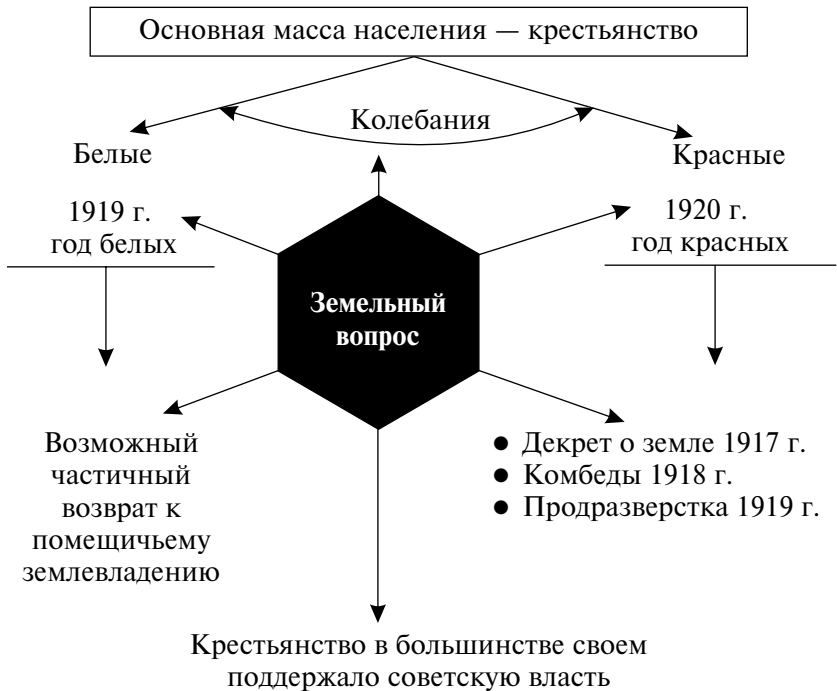 Основная масса населения — крестьянство
Колебания
Белые
Красные
1919 г.
год белых
1920 г.
год красных
Земельный
вопрос
Возможный
частичный
возврат к
помещичьему
землевладению
● Декрет о земле 1917 г.
● Комбеды 1918 г.
● Продразверстка 1919 г.
Крестьянство в большинстве своем
поддержало советскую власть